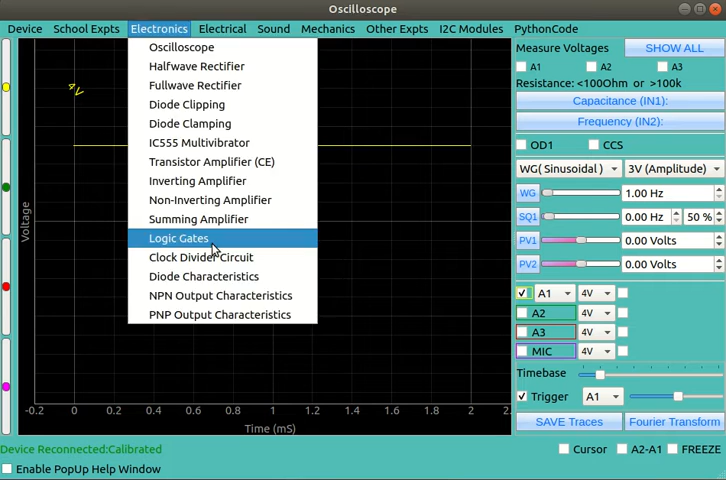 Oscilloscope
Device School Expts Electronics Electrical Sound Mechanics Other Expts I2C Modules PythonCode
Oscilloscope
Halfwave Rectifier
Fullwave Rectifier
Diode Clipping
Diode Clamping
IC555 Multivibrator
Transistor Amplifier (CE)
Inverting Amplifier
Non-Inverting Amplifier
Summing Amplifier
Logic Gates
Clock Divider Circuit
Diode Characteristics
NPN Output Characteristics
PNP Output Characteristics
4V
Voltage
-0.2 0 0.2 0.4 0.6 0.8 1 1.2 1.4 1.6 1.8 2 2.
Time (mS)
Measure Voltages SHOW ALL
A1 A2 A3
Resistance: <100Ohm or >100k
Capacitance (IN1):
Frequency (IN2):
OD1 CCS
WG( Sinusoidal ) 3V (Amplitude)
WG 1.00 Hz
SQ1 0.00 Hz 50 %
PV1 0.00 Volts
PV2 0.00 Volts
A1 4V
A2 4V
A3 4V
MIC 4V
Timebase
Trigger A1
SAVE Traces Fourier Transform
Device Reconnected:Calibrated Cursor A2-A1 FREEZE
Enable PopUp Help Window